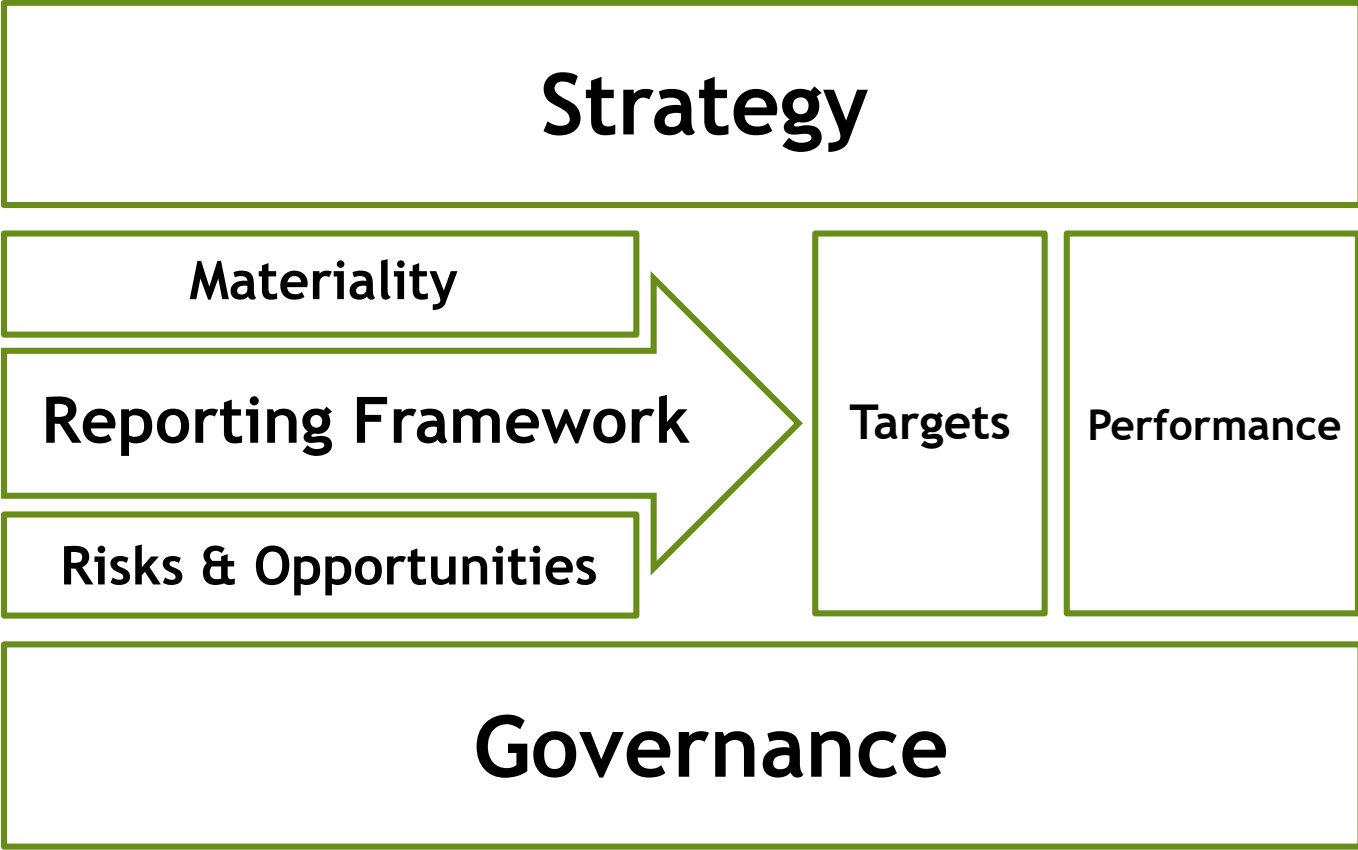 Strategy
Materiality
Reporting Framework
Risks & Opportunities
Targets
Performance
Governance